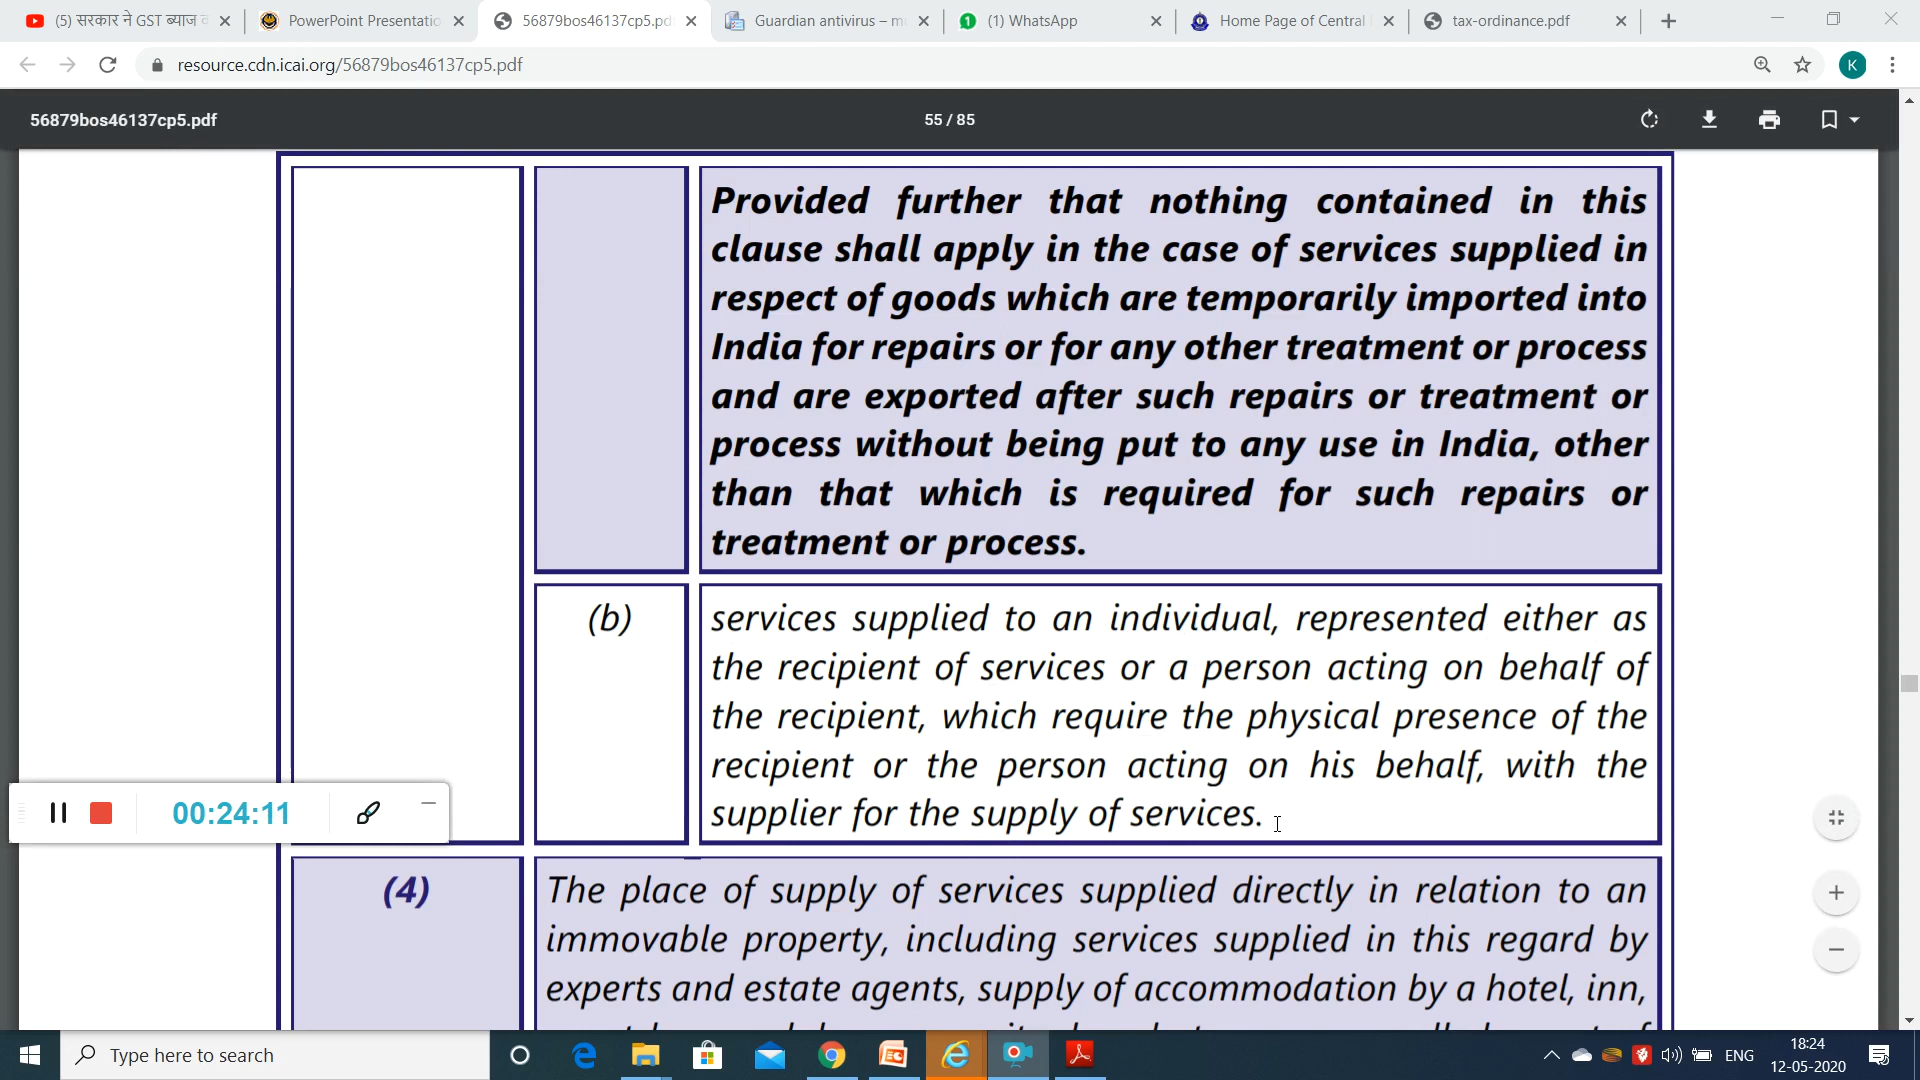 (5) सरकार ने GST ब्याज
PowerPoint Presentatio
56879bos46137cp5.pd
Guardian antivirus – m
(1) WhatsApp
Home Page of Central
tax-ordinance.pdf
resource.cdn.icai.org/56879bos46137cp5.pdf
K
56879bos46137cp5.pdf
55 / 85
Provided further that nothing contained in this
clause shall apply in the case of services supplied in
respect of goods which are temporarily imported into
India for repairs or for any other treatment or process
and are exported after such repairs or treatment or
process without being put to any use in India, other
than that which is required for such repairs or
treatment or process.
(b)
services supplied to an individual, represented either as
the recipient of services or a person acting on behalf of
the recipient, which require the physical presence of the
recipient or the person acting on his behalf, with the
supplier for the supply of services.
00:24:11
(4)
The place of supply of services supplied directly in relation to an
immovable property, including services supplied in this regard by
experts and estate agents, supply of accommodation by a hotel, inn,
Type here to search
ENG
18:24
12-05-2020